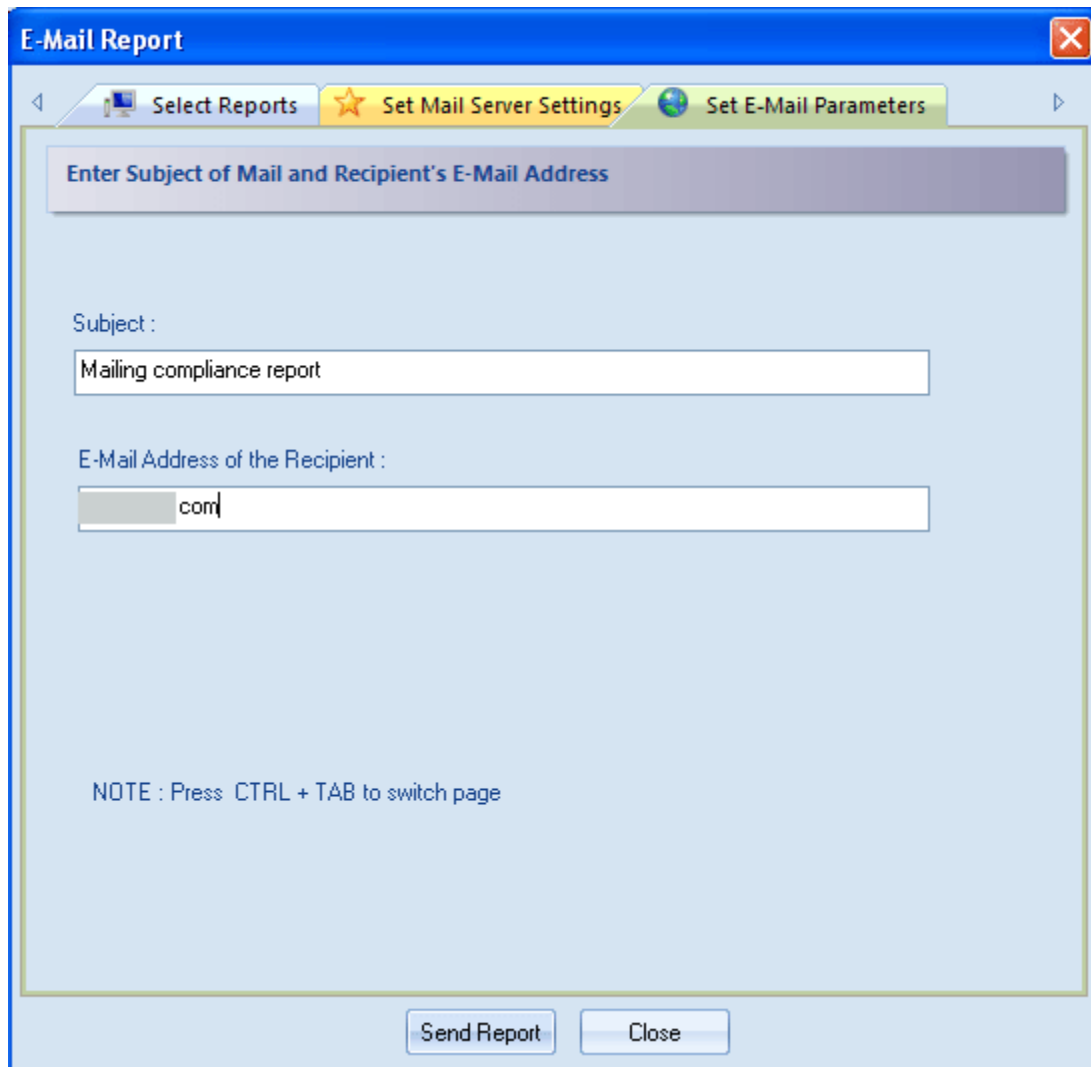 E-Mail Report
Select Reports Set Mail Server Settings Set E-Mail Parameters
Enter Subject of Mail and Recipient's E-Mail Address
Subject :
Mailing compliance report
E-Mail Address of the Recipient :
com
NOTE : Press CTRL + TAB to switch page
Send Report Close